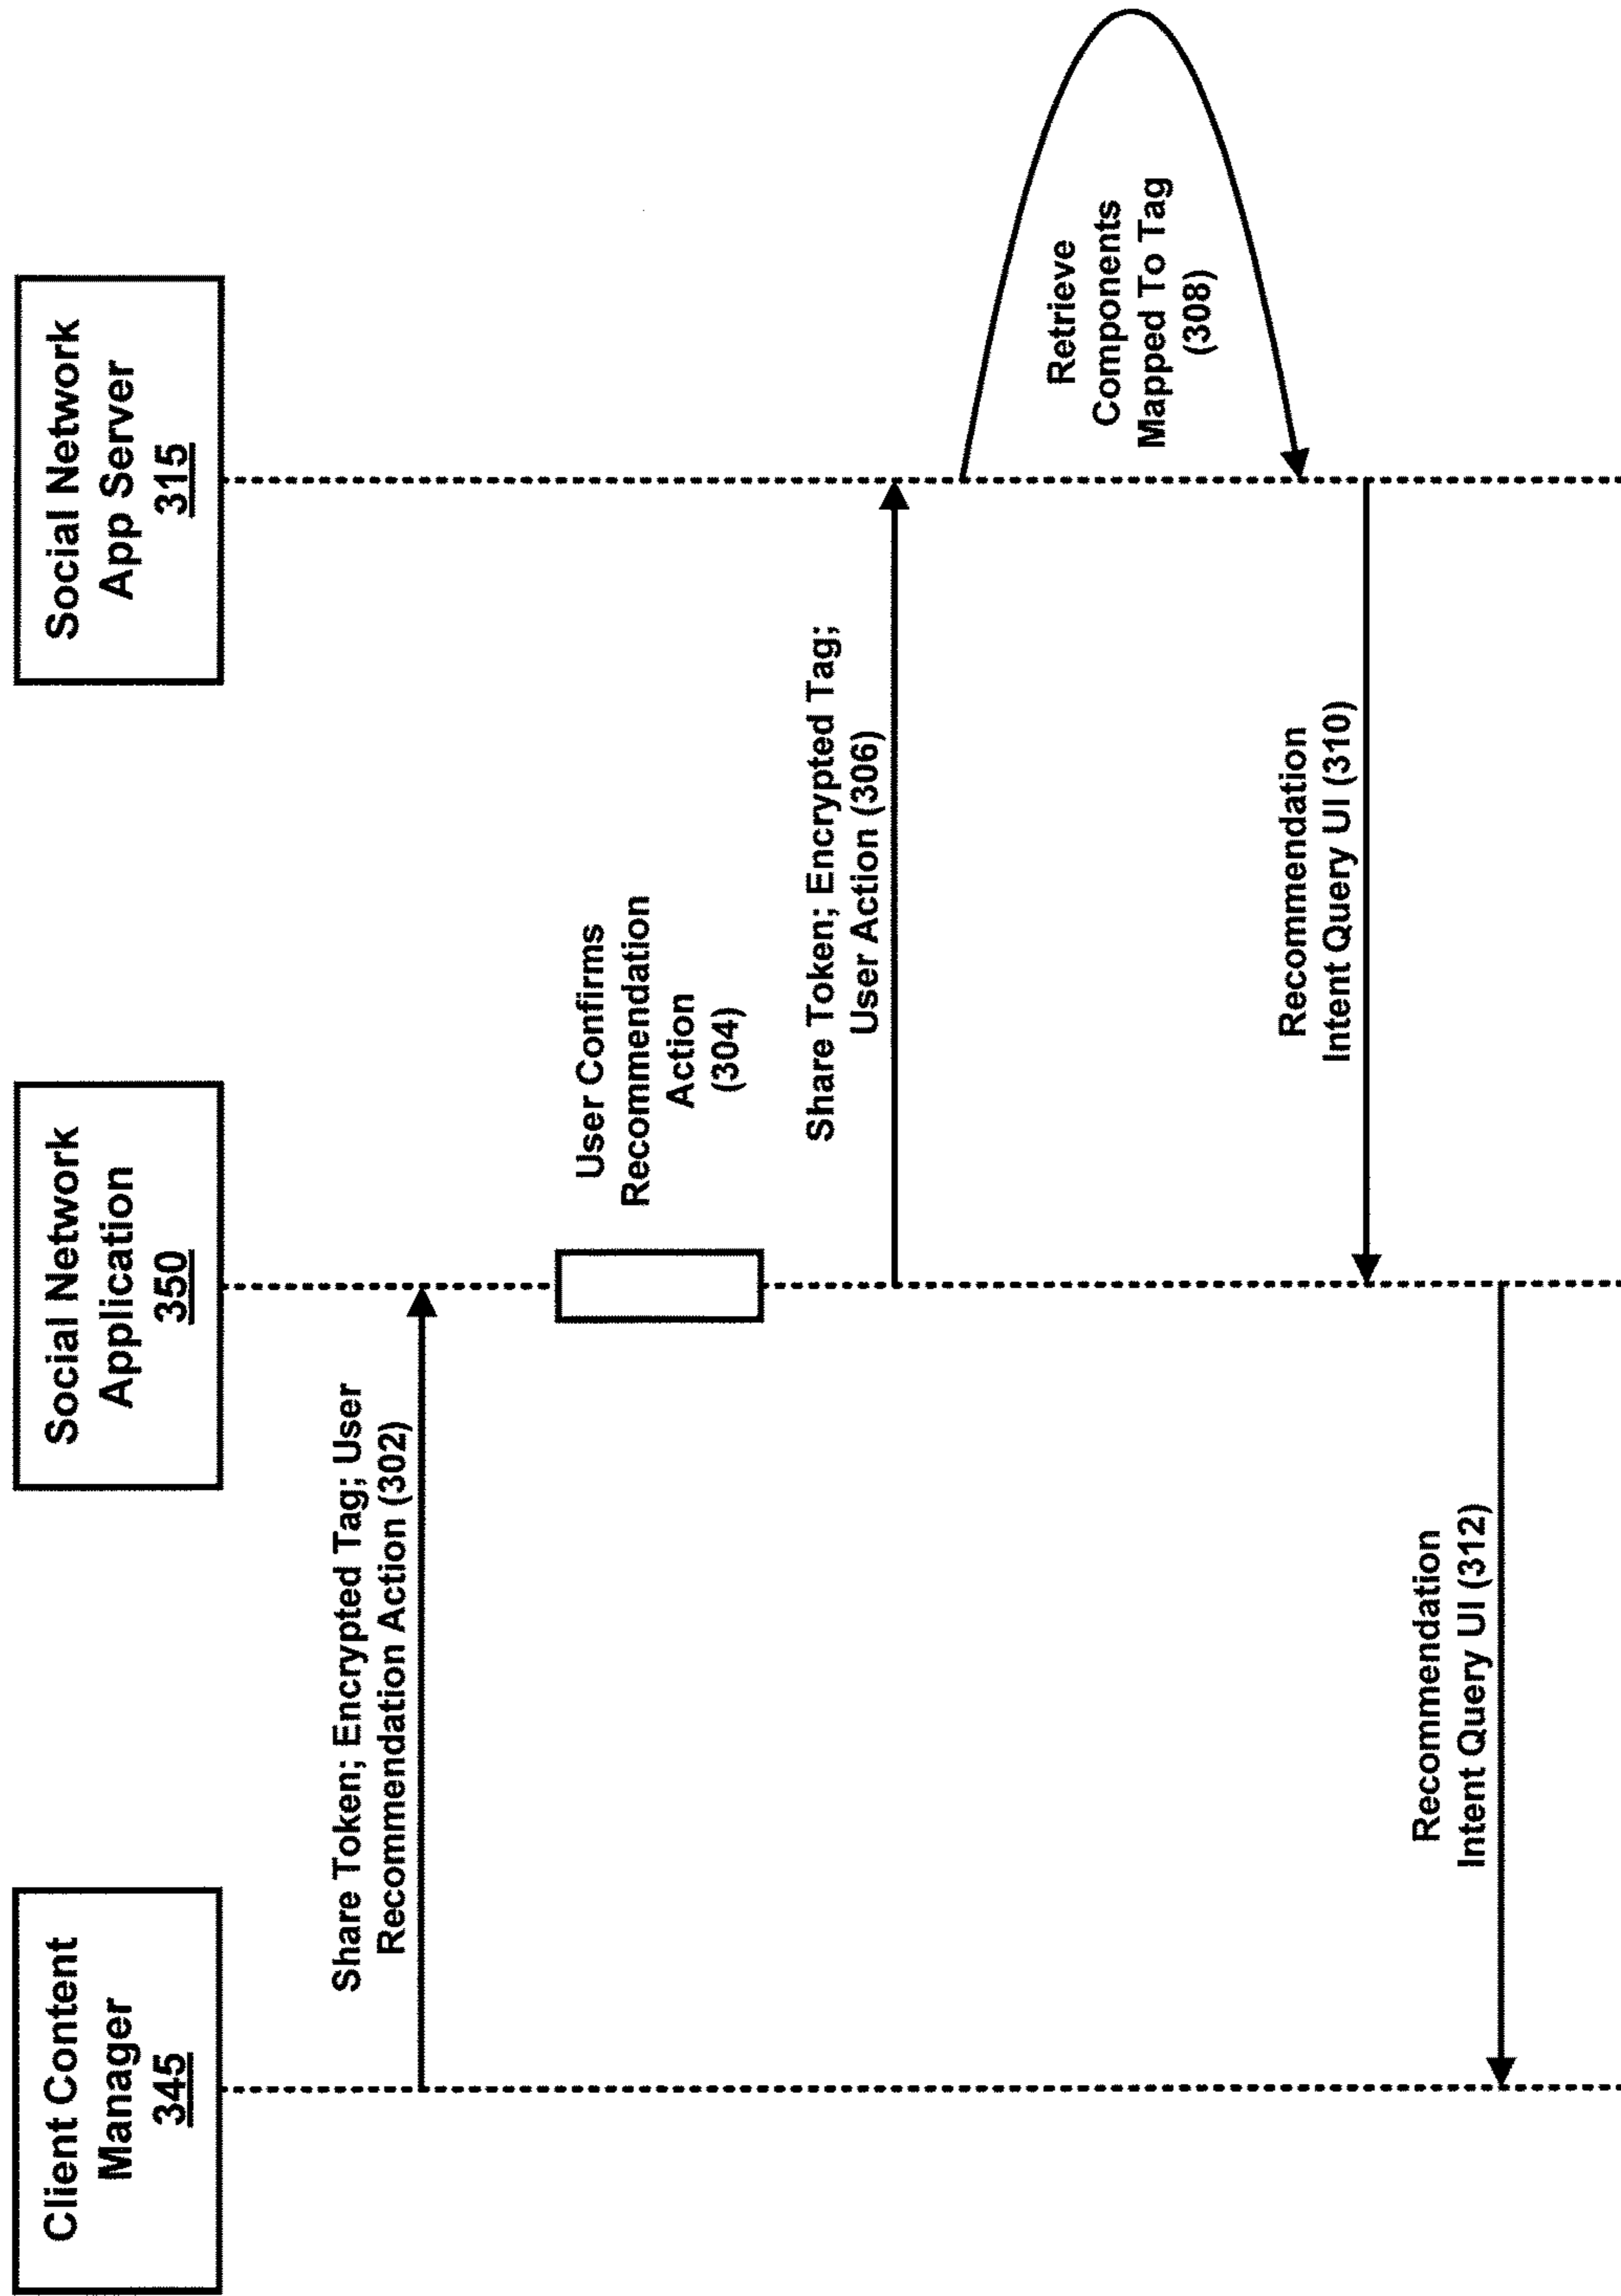 Client Content
Manager
345
Social Network
Application
350
Social Network
App Server
315
Share Token; Encrypted Tag; User
Recommendation Action (302)
User Confirms
Recommendation
Action
(304)
Share Token; Encrypted Tag;
User Action (306)
Retrieve
Components
Mapped To Tag
(308)
Recommendation
Intent Query UI (310)
Recommendation
Intent Query UI (312)